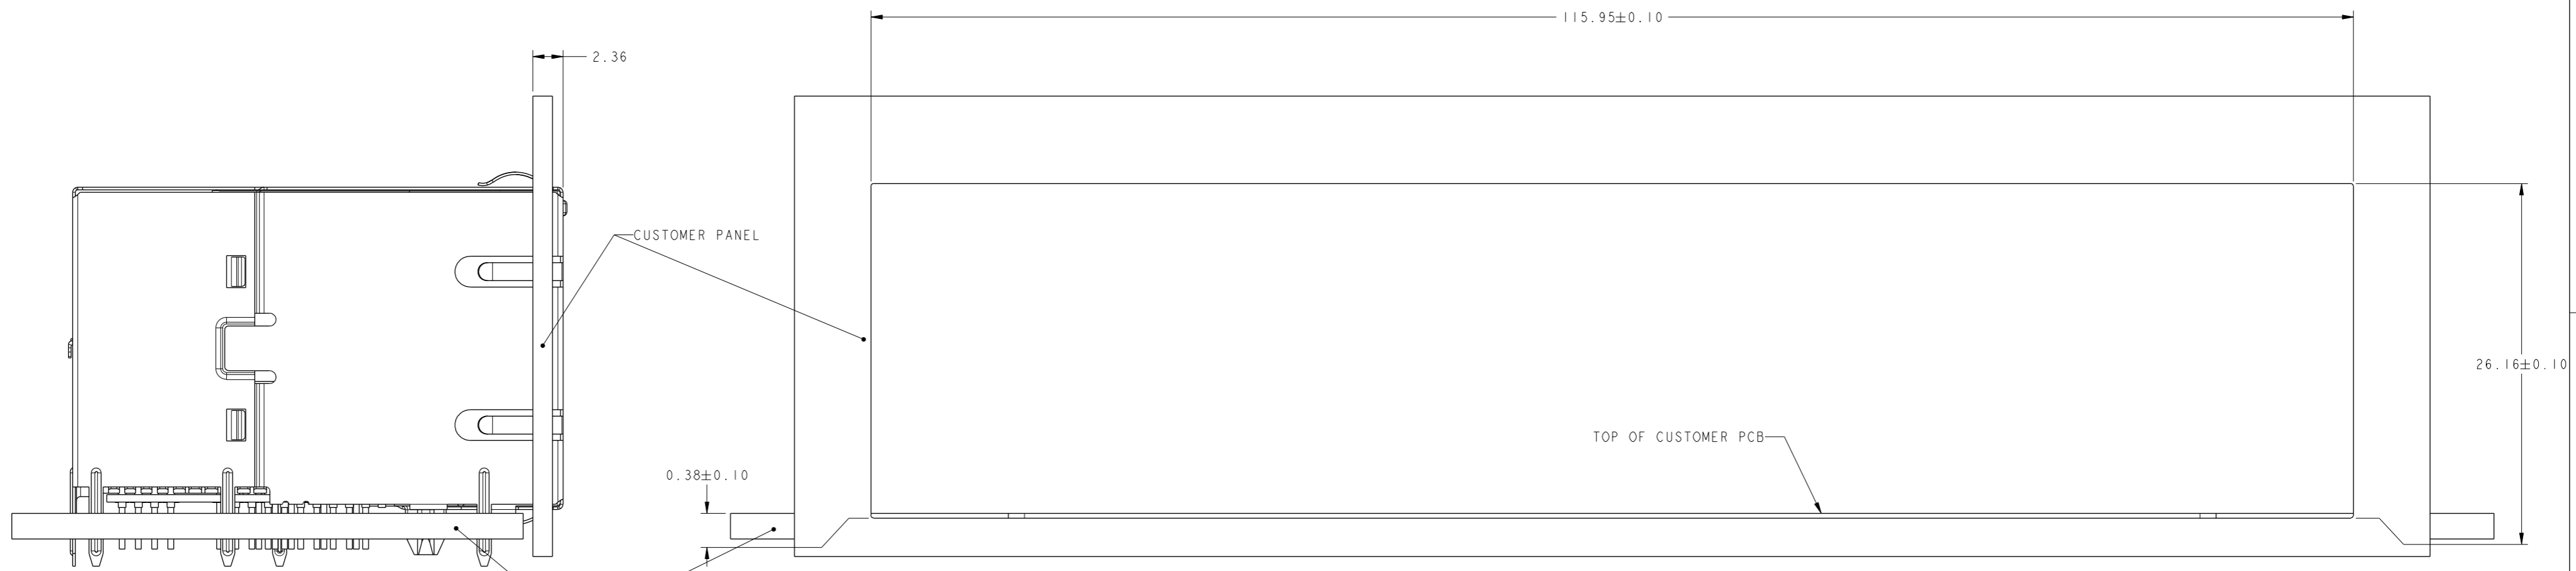 115.95±0.10
2.36
CUSTOMER PANEL
26.16±0.10
TOP OF CUSTOMER PCB
0.38±0.10